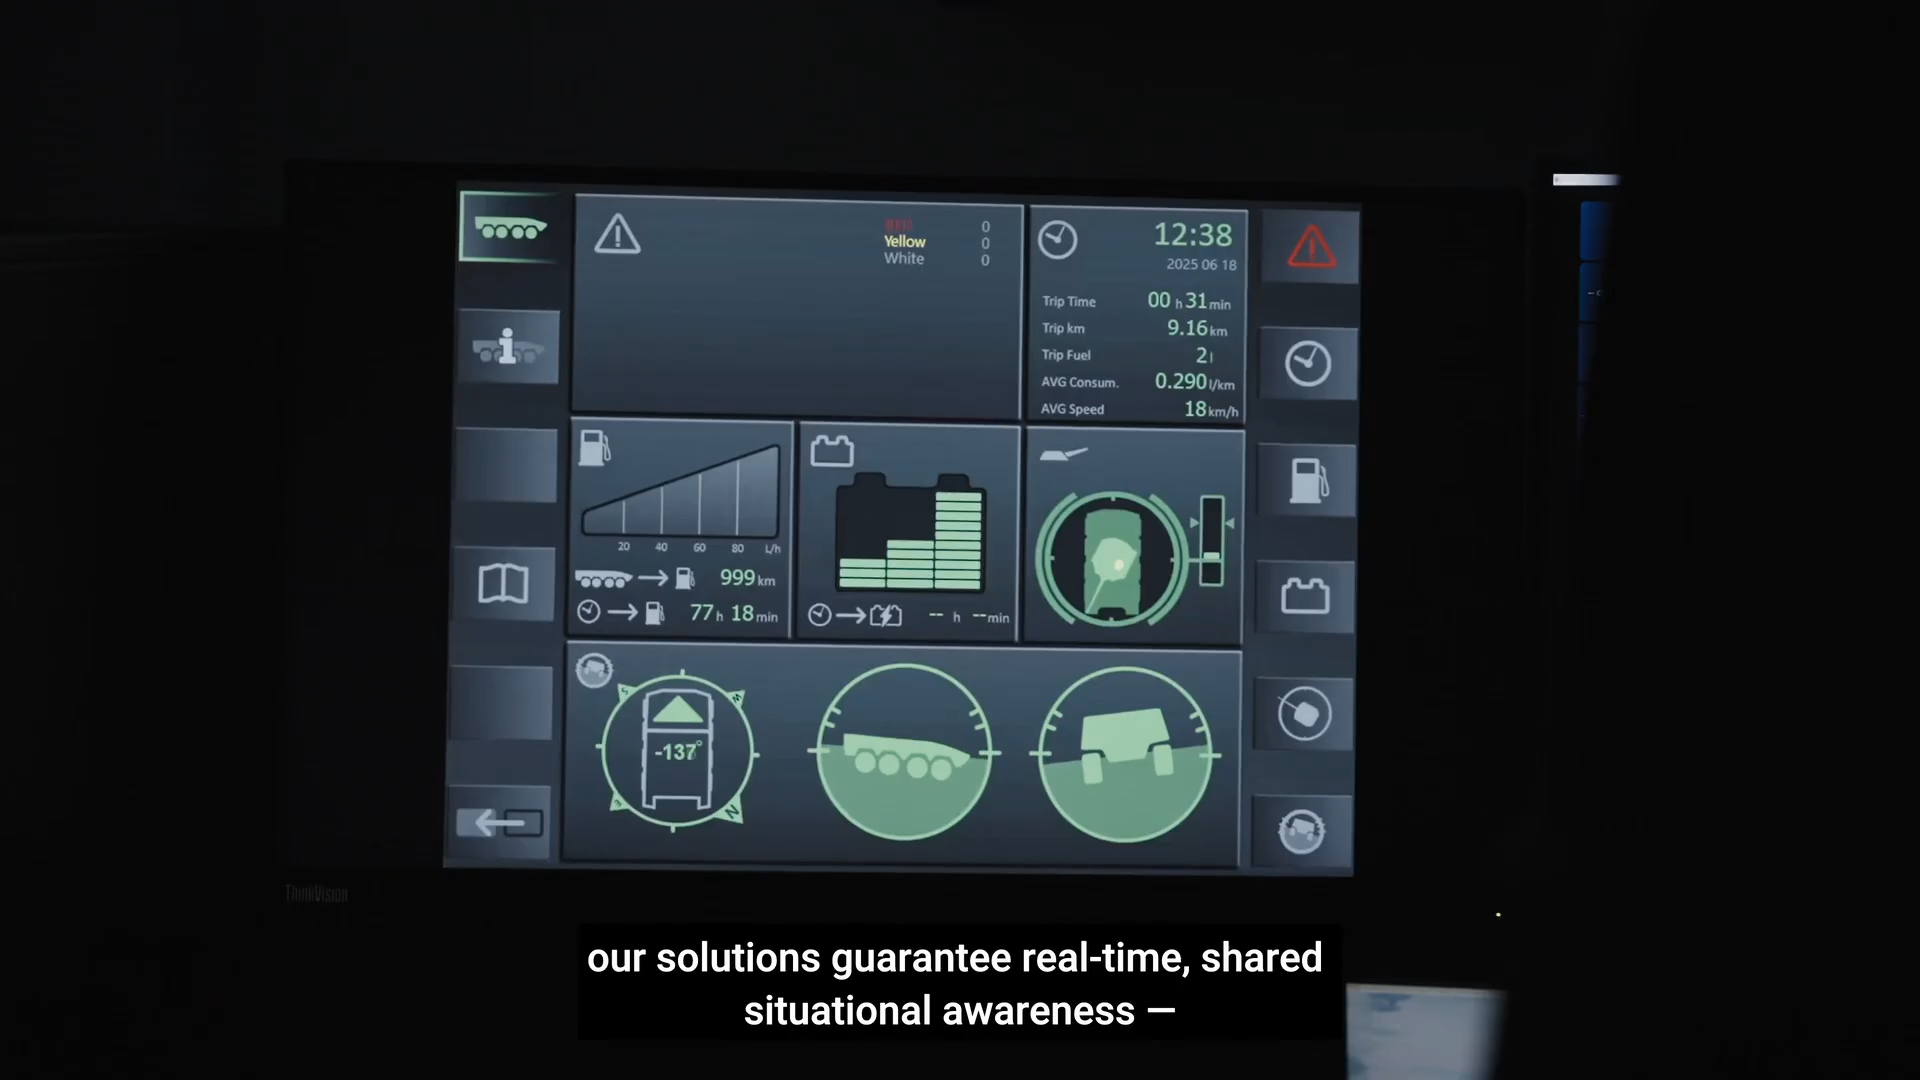 Yellow 0
White 0
0
12:38
2025 06 18
Trip Time 00 h 31 min
Trip km 9.16 km
Trip Fuel 2 l
AVG Consum. 0.290 l/km
AVG Speed 18 km/h
20 40 60 80 L/h
999 km
77 h 18 min
-- h --min
S W
-137°
E N
ThinkVision
our solutions guarantee real-time, shared
situational awareness —